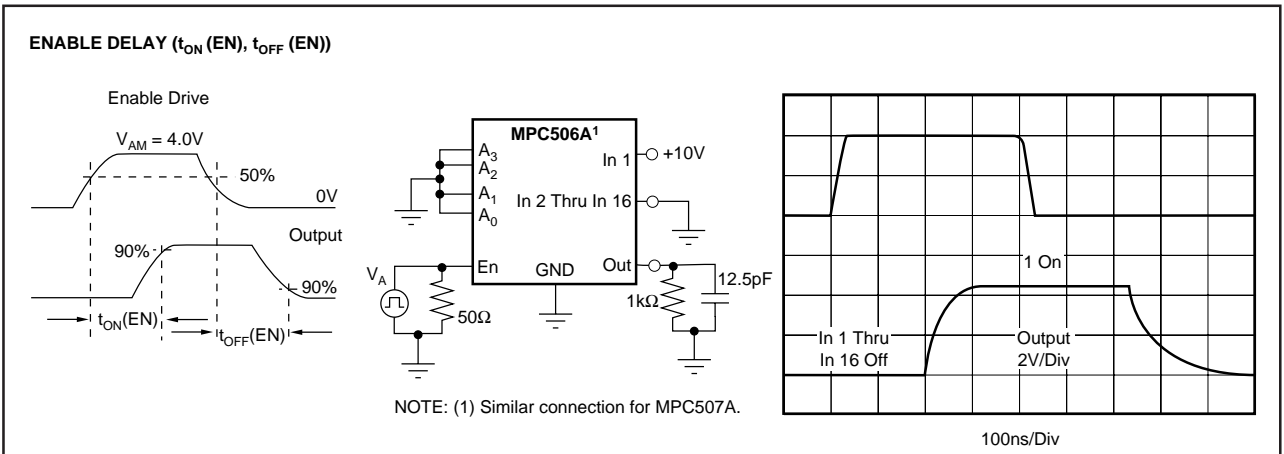 ENABLE DELAY (tON (EN), tOFF (EN))
Enable Drive
VAM = 4.0V
50%
0V
Output
90%
90%
tON(EN)
tOFF(EN)
MPC506A1
A3
A2
A1
A0
In 1
+10V
In 2 Thru In 16
En
GND
Out
VA
50Ω
1kΩ
12.5pF
NOTE: (1) Similar connection for MPC507A.
1 On
In 1 Thru
In 16 Off
Output
2V/Div
100ns/Div